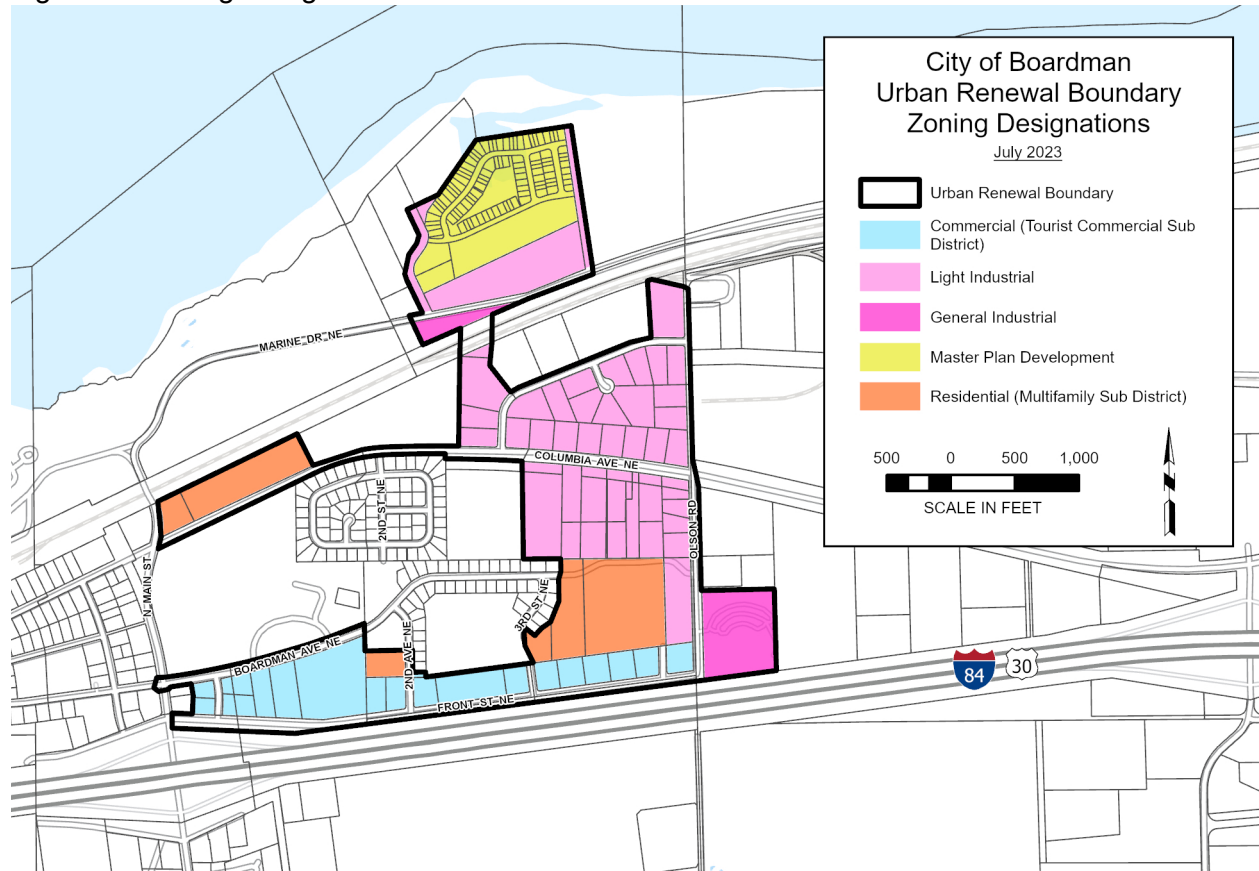 City of Boardman
Urban Renewal Boundary
Zoning Designations
July 2023
Urban Renewal Boundary
Commercial (Tourist Commercial Sub
District)
Light Industrial
General Industrial
Master Plan Development
Residential (Multifamily Sub District)
500 0 500 1,000
SCALE IN FEET
MARINE DR NE
COLUMBIA AVE NE
2ND ST NE
OLSON RD
N MAIN ST
3RD ST NE
BOARDMAN AVE NE
2ND AVE NE
FRONT ST NE
84
30